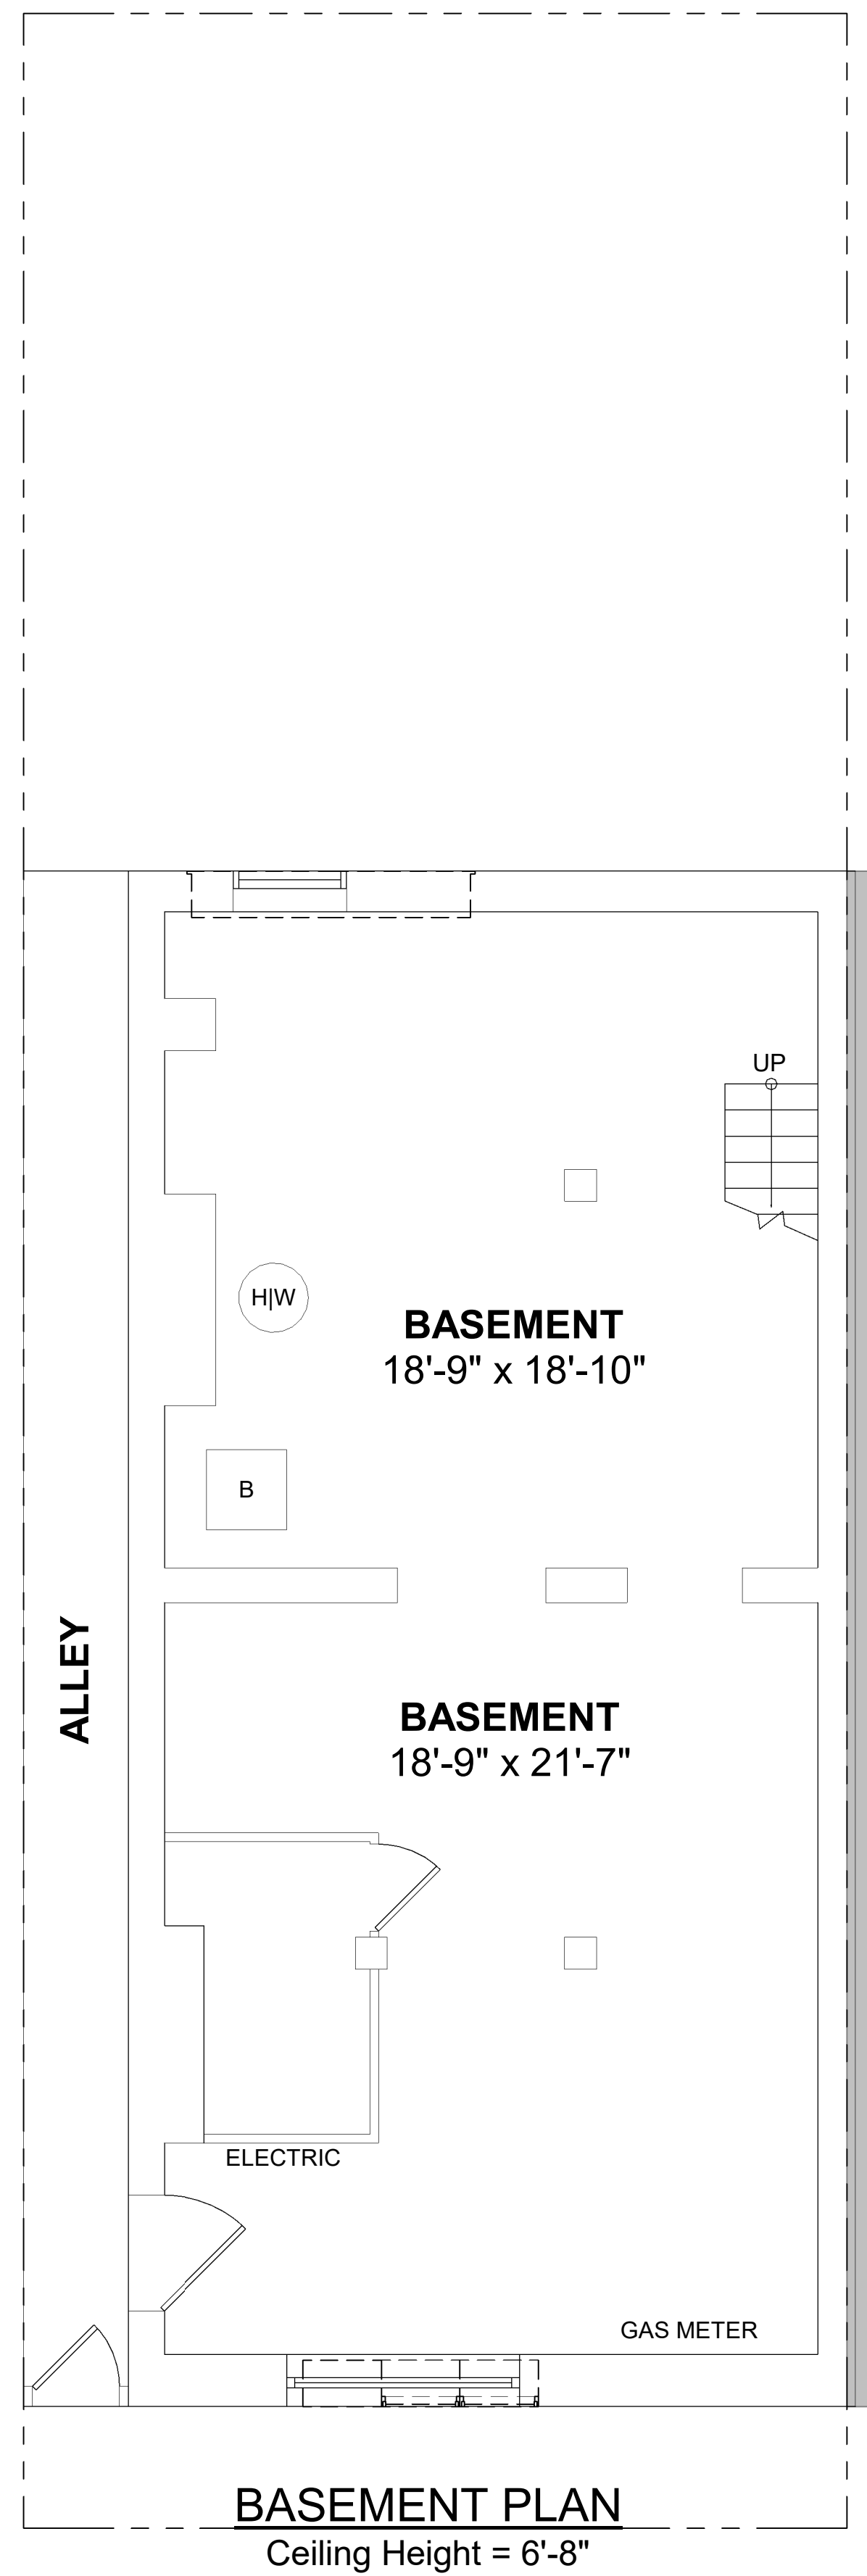 UP
H|W
BASEMENT
18'-9" x 18'-10"
B
ALLEY
BASEMENT
18'-9" x 21'-7"
ELECTRIC
GAS METER
BASEMENT PLAN
Ceiling Height = 6'-8"